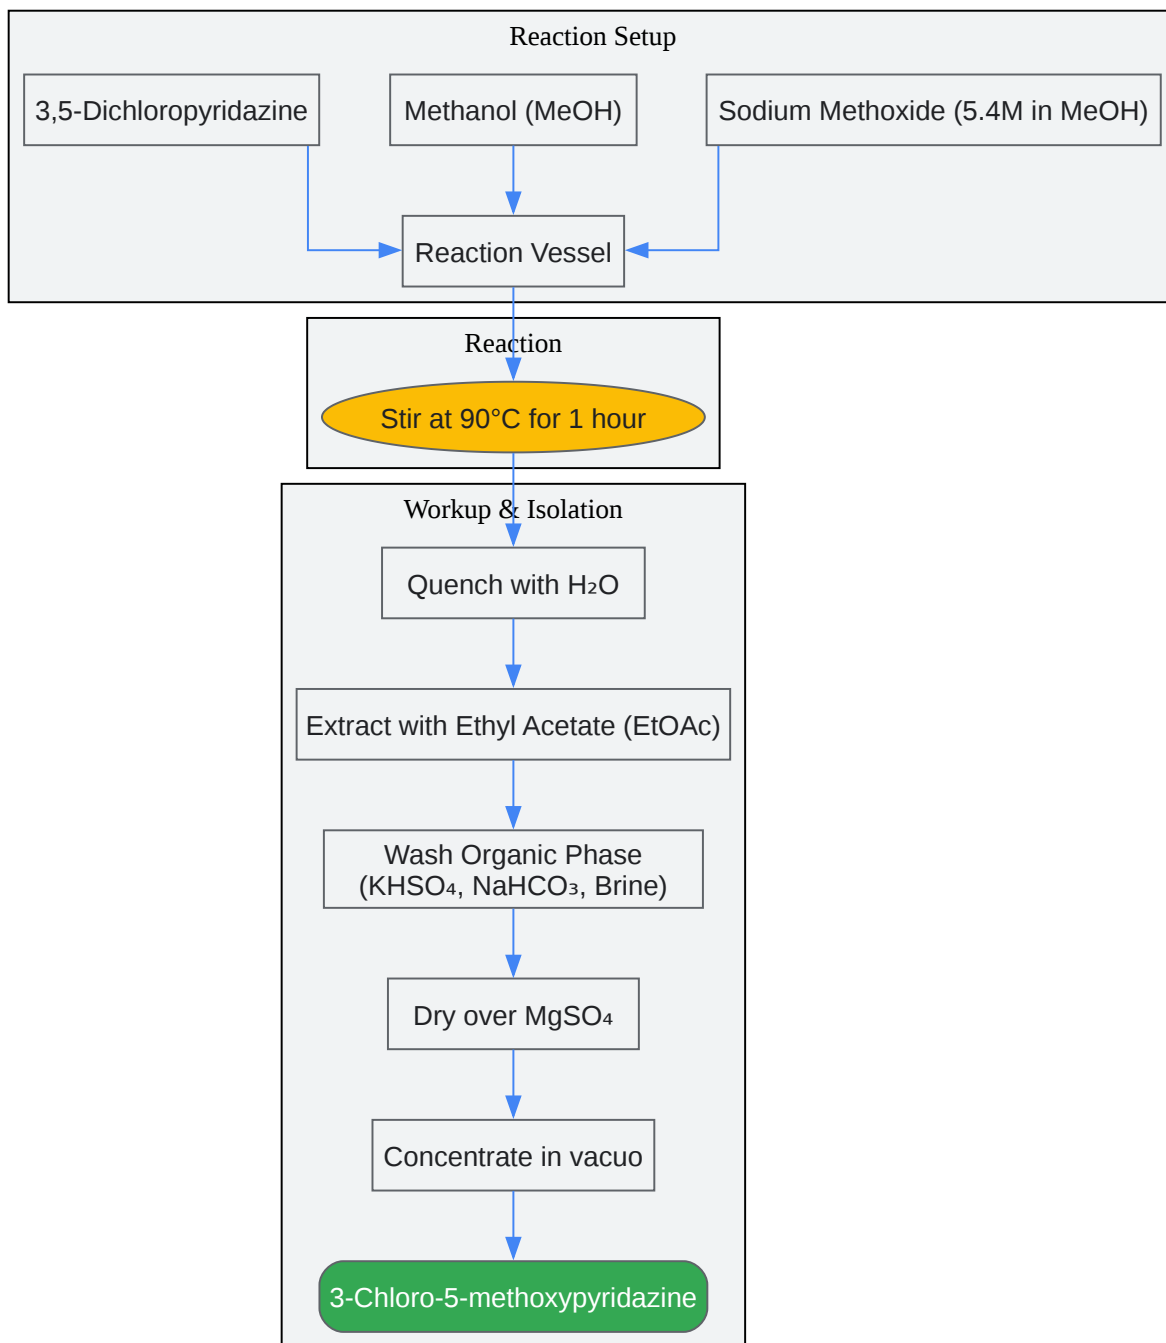 Reaction Setup
3,5-Dichloropyridazine
Methanol (MeOH)
Sodium Methoxide (5.4M in MeOH)
Reaction Vessel
Reaction
Stir at 90°C for 1 hour
Workup & Isolation
Quench with H₂O
Extract with Ethyl Acetate (EtOAc)
Wash Organic Phase
(KHSO₄, NaHCO₃, Brine)
Dry over MgSO₄
Concentrate in vacuo
3-Chloro-5-methoxypyridazine